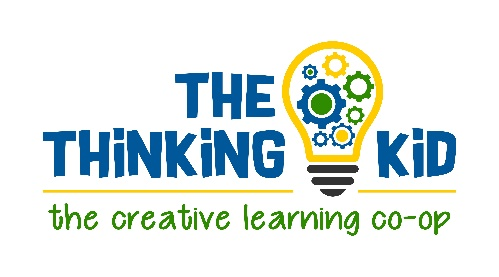 THE
THiNKiNG KiD
the creative learning co-op